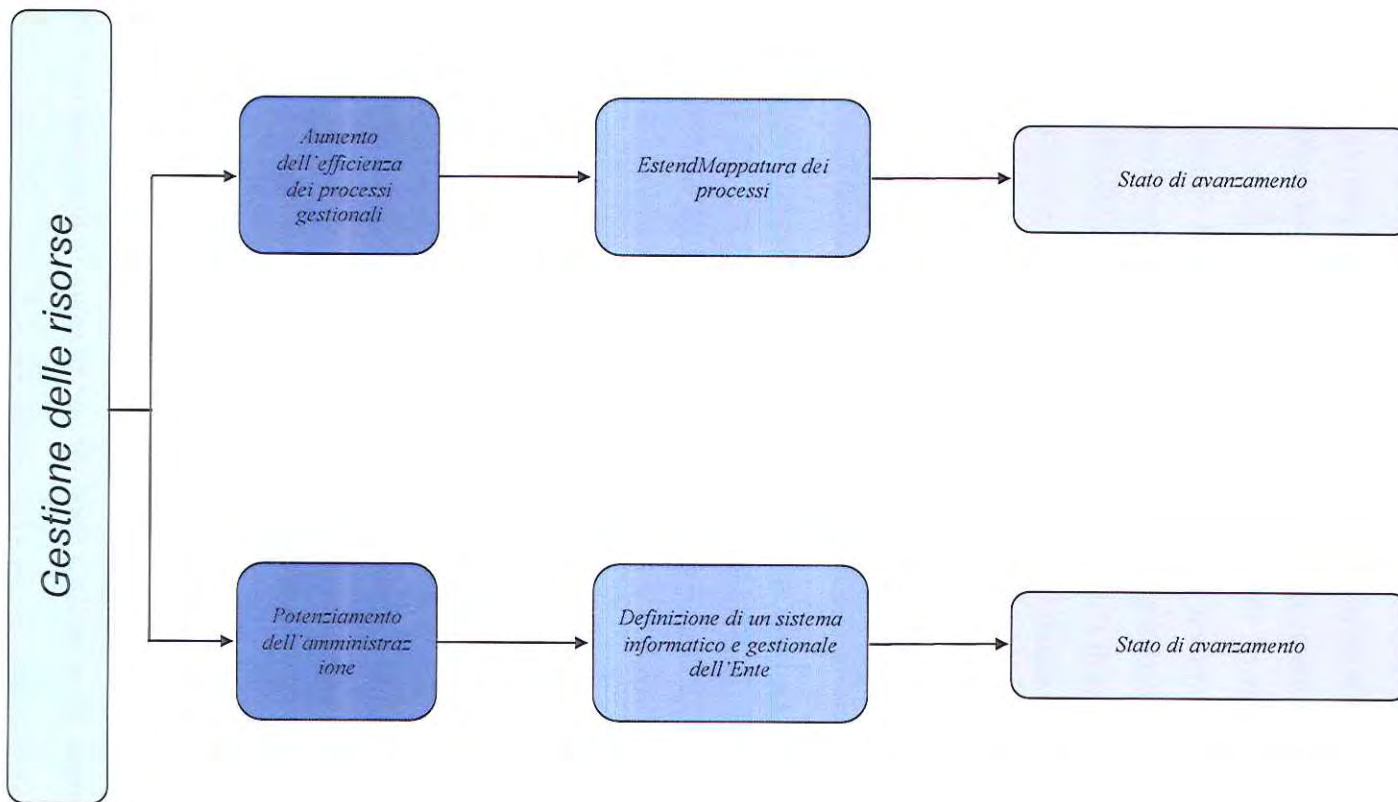 Gestione delle risorse
Aumento
dell'efficienza
dei processi
gestionali
EstendMappatura dei
processi
Stato di avanzamento
Potenziamento
dell'amministraz
ione
Definizione di un sistema
informatico e gestionale
dell'Ente
Stato di avanzamento